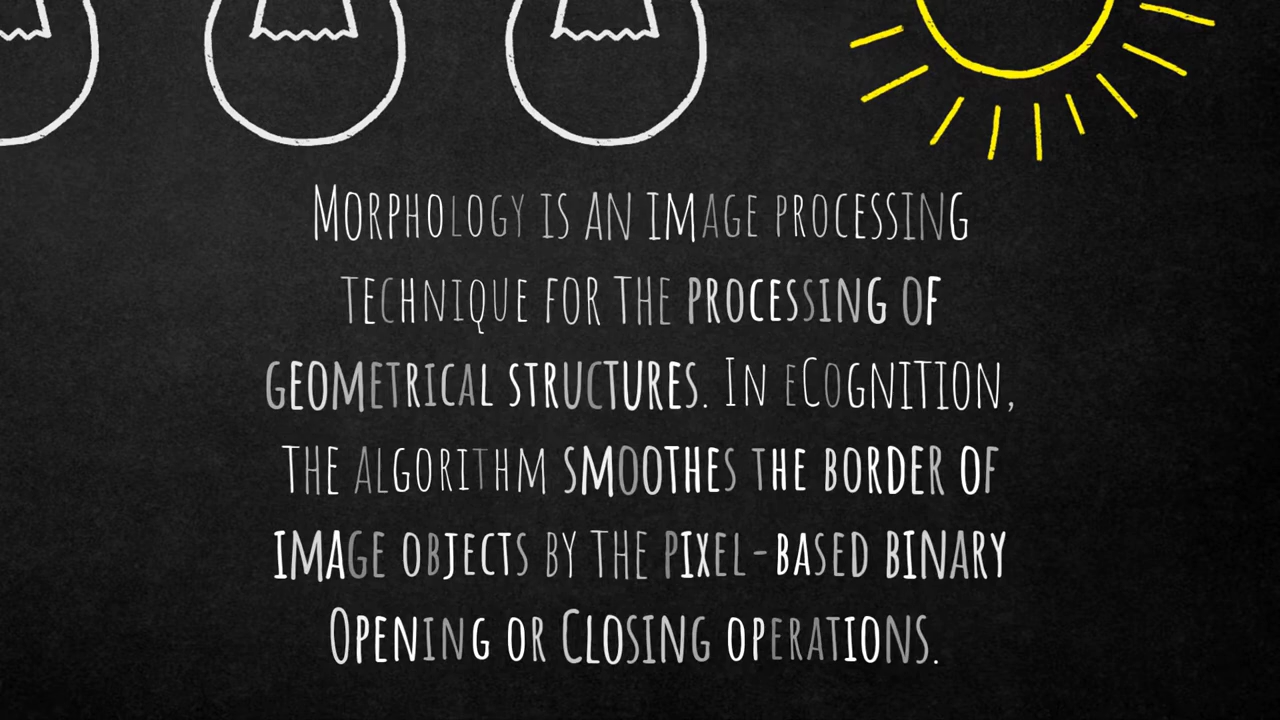 Morphology is an image processing
technique for the processing of
geometrical structures. In eCognition,
the algorithm smoothes the border of
image objects by the pixel-based binary
Opening or Closing operations.